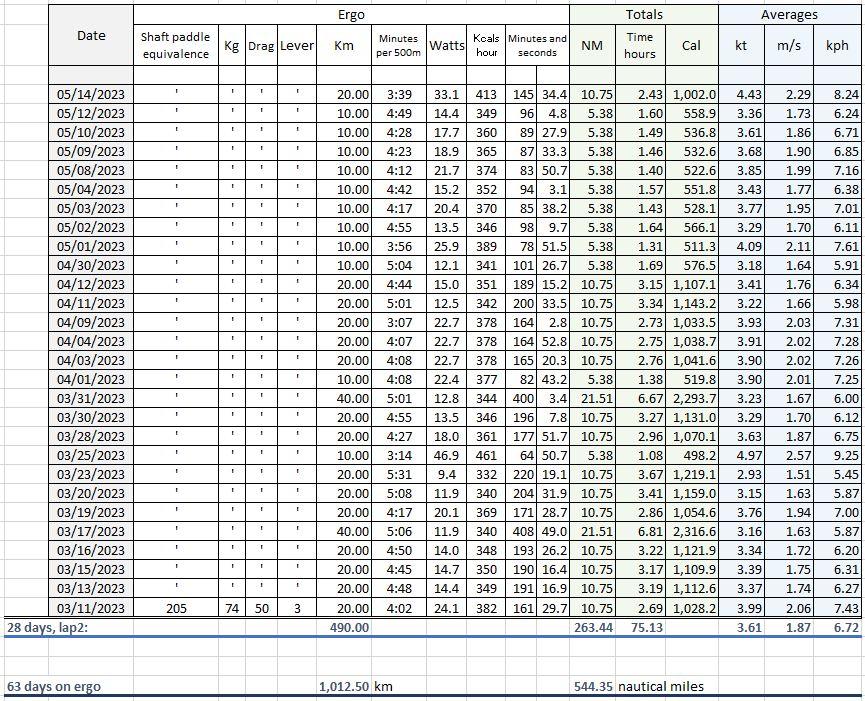 Ergo Totals Averages
Date Shaft paddle equivalence Kg Drag Lever Km Minutes per 500m Watts Kcals hour Minutes and seconds NM Time hours Cal kt m/s kph
05/14/2023 ' ' ' ' 20.00 3:39 33.1 413 145 34.4 10.75 2.43 1,002.0 4.43 2.29 8.24
05/12/2023 ' ' ' ' 10.00 4:49 14.4 349 96 4.8 5.38 1.60 558.9 3.36 1.73 6.24
05/10/2023 ' ' ' ' 10.00 4:28 17.7 360 89 27.9 5.38 1.49 536.8 3.61 1.86 6.71
05/09/2023 ' ' ' ' 10.00 4:23 18.9 365 87 33.3 5.38 1.46 532.6 3.68 1.90 6.85
05/08/2023 ' ' ' ' 10.00 4:12 21.7 374 83 50.7 5.38 1.40 522.6 3.85 1.99 7.16
05/04/2023 ' ' ' ' 10.00 4:42 15.2 352 94 3.1 5.38 1.57 551.8 3.43 1.77 6.38
05/03/2023 ' ' ' ' 10.00 4:17 20.4 370 85 38.2 5.38 1.43 528.1 3.77 1.95 7.01
05/02/2023 ' ' ' ' 10.00 4:55 13.5 346 98 9.7 5.38 1.64 566.1 3.29 1.70 6.11
05/01/2023 ' ' ' ' 10.00 3:56 25.9 389 78 51.5 5.38 1.31 511.3 4.09 2.11 7.61
04/30/2023 ' ' ' ' 10.00 5:04 12.1 341 101 26.7 5.38 1.69 576.5 3.18 1.64 5.91
04/12/2023 ' ' ' ' 20.00 4:44 15.0 351 189 15.2 10.75 3.15 1,107.1 3.41 1.76 6.34
04/11/2023 ' ' ' ' 20.00 5:01 12.5 342 200 33.5 10.75 3.34 1,143.2 3.22 1.66 5.98
04/09/2023 ' ' ' ' 20.00 3:07 22.7 378 164 2.8 10.75 2.73 1,033.5 3.93 2.03 7.31
04/04/2023 ' ' ' ' 20.00 4:07 22.7 378 164 52.8 10.75 2.75 1,038.7 3.91 2.02 7.28
04/03/2023 ' ' ' ' 20.00 4:08 22.7 378 165 20.3 10.75 2.76 1,041.6 3.90 2.02 7.26
04/01/2023 ' ' ' ' 10.00 4:08 22.4 377 82 43.2 5.38 1.38 519.8 3.90 2.01 7.25
03/31/2023 ' ' ' ' 40.00 5:01 12.8 344 400 3.4 21.51 6.67 2,293.7 3.23 1.67 6.00
03/30/2023 ' ' ' ' 20.00 4:55 13.5 346 196 7.8 10.75 3.27 1,131.0 3.29 1.70 6.12
03/28/2023 ' ' ' ' 20.00 4:27 18.0 361 177 51.7 10.75 2.96 1,070.1 3.63 1.87 6.75
03/25/2023 ' ' ' ' 10.00 3:14 46.9 461 64 50.7 5.38 1.08 498.2 4.97 2.57 9.25
03/23/2023 ' ' ' ' 20.00 5:31 9.4 332 220 19.1 10.75 3.67 1,219.1 2.93 1.51 5.45
03/20/2023 ' ' ' ' 20.00 5:08 11.9 340 204 31.9 10.75 3.41 1,159.0 3.15 1.63 5.87
03/19/2023 ' ' ' ' 20.00 4:17 20.1 369 171 28.7 10.75 2.86 1,054.6 3.76 1.94 7.00
03/17/2023 ' ' ' ' 40.00 5:06 11.9 340 408 49.0 21.51 6.81 2,316.6 3.16 1.63 5.87
03/16/2023 ' ' ' ' 20.00 4:50 14.0 348 193 26.2 10.75 3.22 1,121.9 3.34 1.72 6.20
03/15/2023 ' ' ' ' 20.00 4:45 14.7 350 190 16.4 10.75 3.17 1,109.9 3.39 1.75 6.31
03/13/2023 ' ' ' ' 20.00 4:48 14.4 349 191 16.9 10.75 3.19 1,112.6 3.37 1.74 6.27
03/11/2023 205 74 50 3 20.00 4:02 24.1 382 161 29.7 10.75 2.69 1,028.2 3.99 2.06 7.43
28 days, lap2: 490.00 263.44 75.13 3.61 1.87 6.72
63 days on ergo 1,012.50 km 544.35 nautical miles